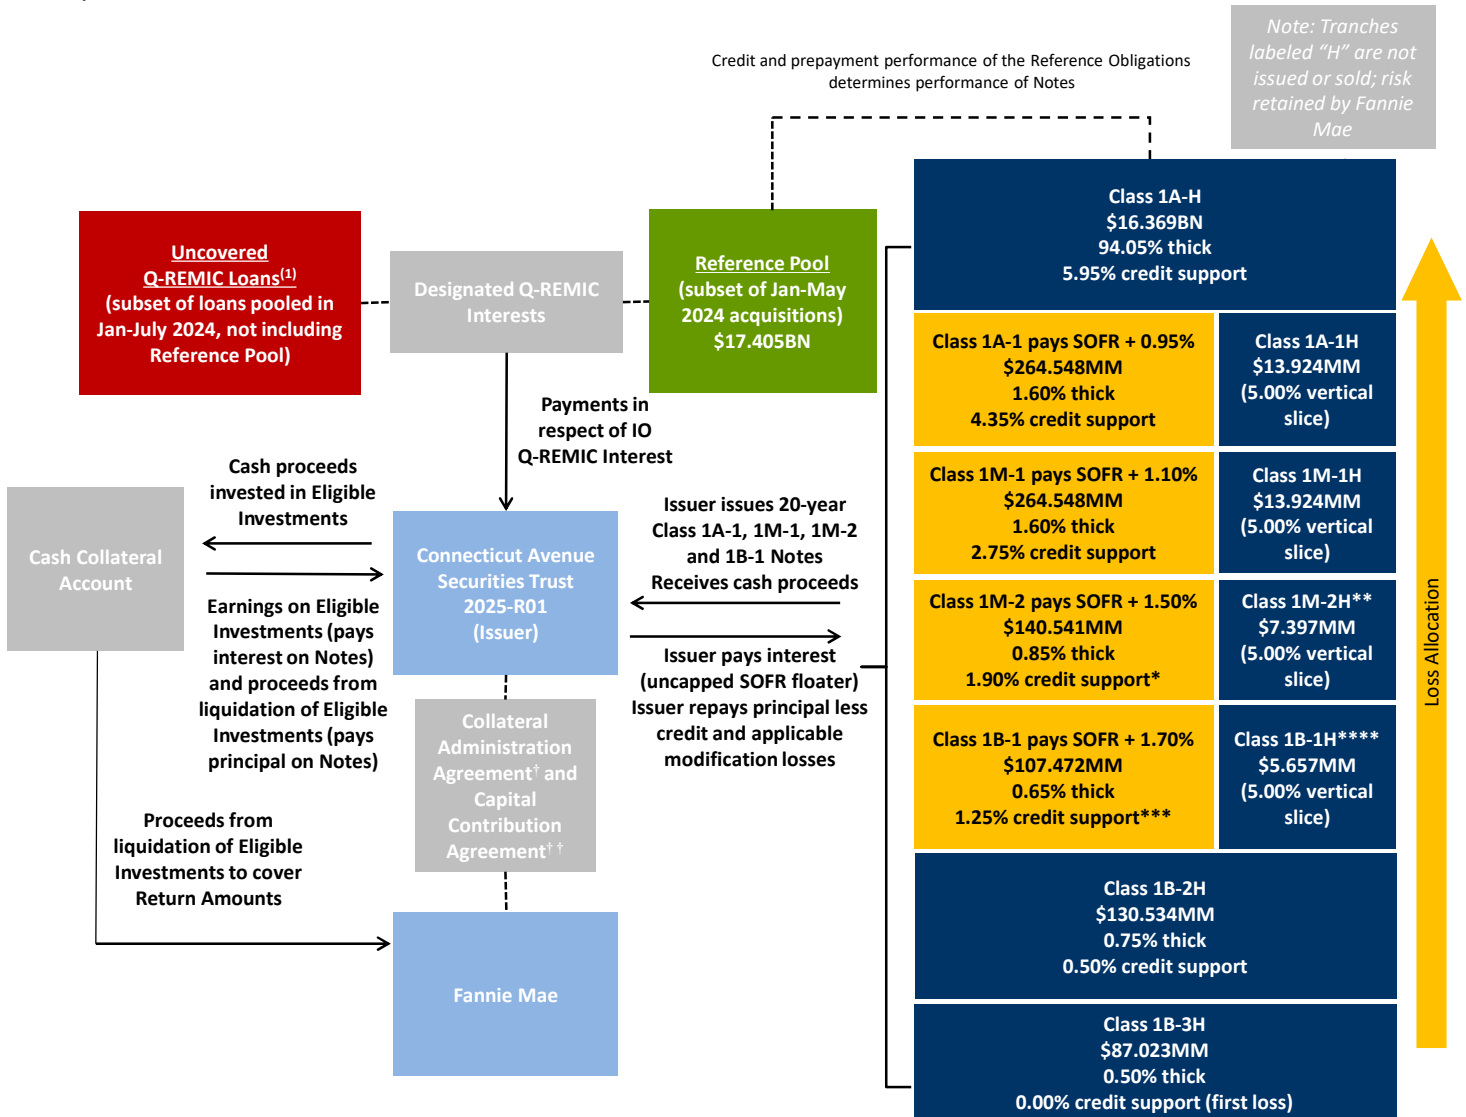 Note: Tranches
labeled “H” are not
issued or sold; risk
retained by Fannie
Mae
Credit and prepayment performance of the Reference Obligations
determines performance of Notes
Uncovered
Q-REMIC Loans(1)
(subset of loans pooled in
Jan-July 2024, not including
Reference Pool)
Designated Q-REMIC
Interests
Reference Pool
(subset of Jan-May
2024 acquisitions)
$17.405BN
Payments in
respect of IO
Q-REMIC Interest
Cash proceeds
invested in Eligible
Investments
Cash Collateral
Account
Earnings on Eligible
Investments (pays
interest on Notes)
and proceeds from
liquidation of Eligible
Investments (pays
principal on Notes)
Connecticut Avenue
Securities Trust
2025-R01
(Issuer)
Issuer issues 20-year
Class 1A-1, 1M-1, 1M-2
and 1B-1 Notes
Receives cash proceeds
Issuer pays interest
(uncapped SOFR floater)
Issuer repays principal less
credit and applicable
modification losses
Collateral
Administration
Agreement† and
Capital
Contribution
Agreement† †
Proceeds from
liquidation of Eligible
Investments to cover
Return Amounts
Fannie Mae
Class 1A-H
$16.369BN
94.05% thick
5.95% credit support
Class 1A-1 pays SOFR + 0.95%
$264.548MM
1.60% thick
4.35% credit support
Class 1A-1H
$13.924MM
(5.00% vertical
slice)
Class 1M-1 pays SOFR + 1.10%
$264.548MM
1.60% thick
2.75% credit support
Class 1M-1H
$13.924MM
(5.00% vertical
slice)
Class 1M-2 pays SOFR + 1.50%
$140.541MM
0.85% thick
1.90% credit support*
Class 1M-2H**
$7.397MM
(5.00% vertical
slice)
Class 1B-1 pays SOFR + 1.70%
$107.472MM
0.65% thick
1.25% credit support***
Class 1B-1H****
$5.657MM
(5.00% vertical
slice)
Class 1B-2H
$130.534MM
0.75% thick
0.50% credit support
Class 1B-3H
$87.023MM
0.50% thick
0.00% credit support (first loss)
Loss Allocation